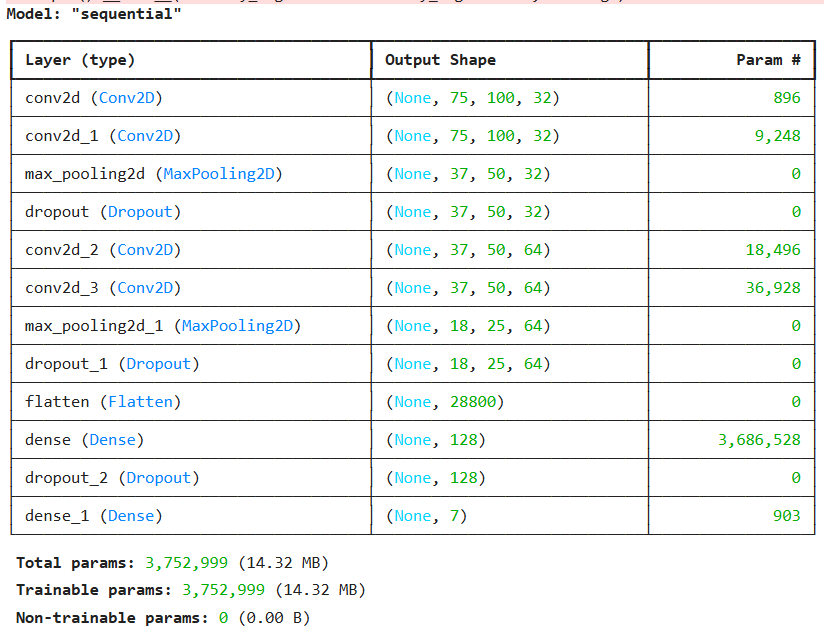 Model: "sequential"
Layer (type) Output Shape Param #
conv2d (Conv2D) (None, 75, 100, 32) 896
conv2d_1 (Conv2D) (None, 75, 100, 32) 9,248
max_pooling2d (MaxPooling2D) (None, 37, 50, 32) 0
dropout (Dropout) (None, 37, 50, 32) 0
conv2d_2 (Conv2D) (None, 37, 50, 64) 18,496
conv2d_3 (Conv2D) (None, 37, 50, 64) 36,928
max_pooling2d_1 (MaxPooling2D) (None, 18, 25, 64) 0
dropout_1 (Dropout) (None, 18, 25, 64) 0
flatten (Flatten) (None, 28800) 0
dense (Dense) (None, 128) 3,686,528
dropout_2 (Dropout) (None, 128) 0
dense_1 (Dense) (None, 7) 903
Total params: 3,752,999 (14.32 MB)
Trainable params: 3,752,999 (14.32 MB)
Non-trainable params: 0 (0.00 B)